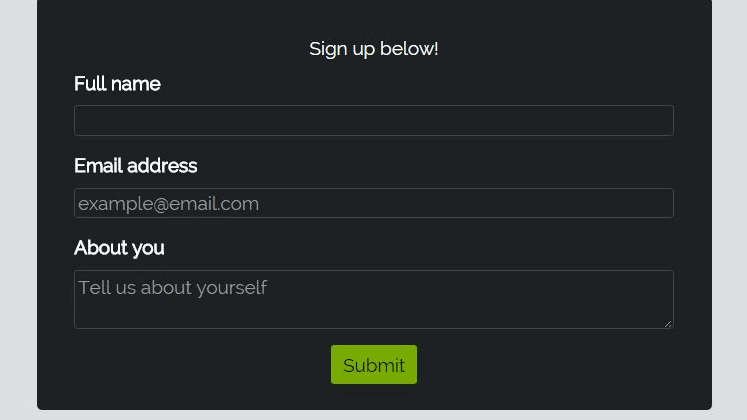 Sign up below!
Full name
Email address
example@email.com
About you
Tell us about yourself
Submit